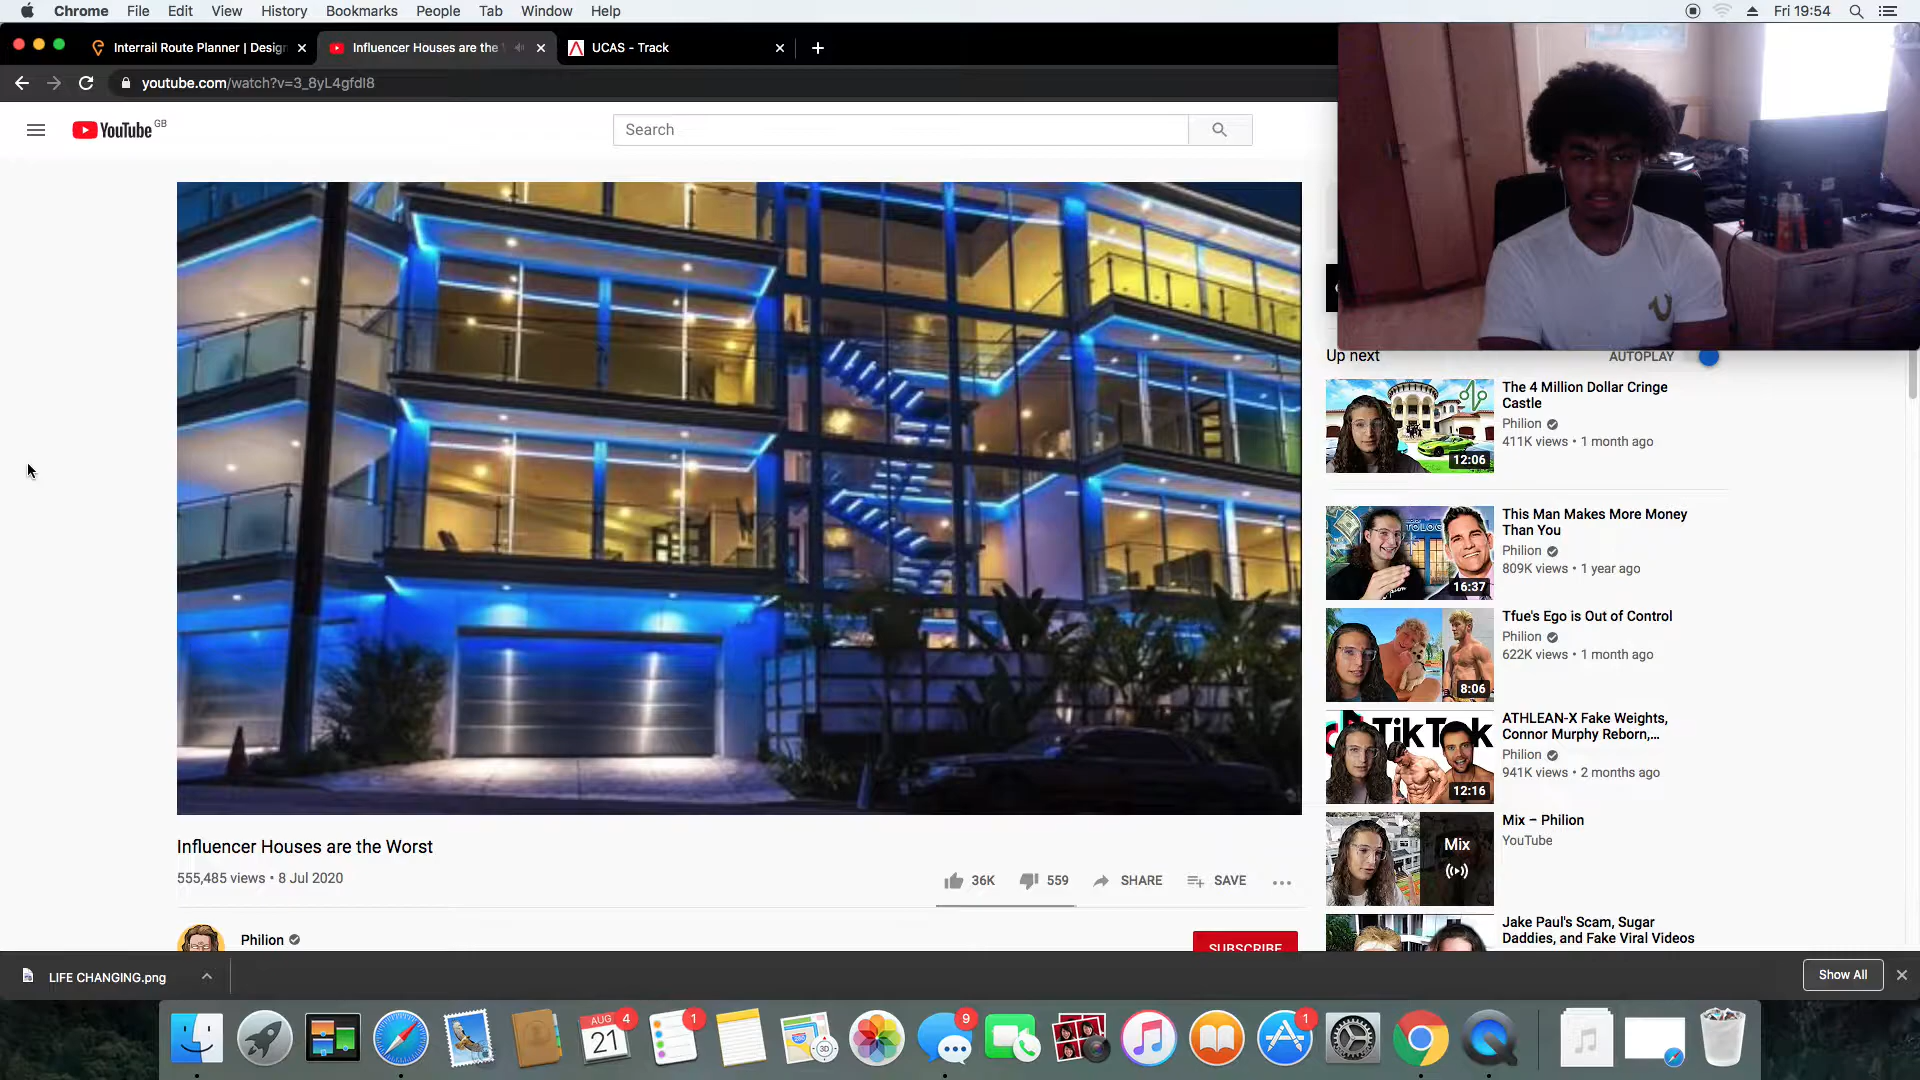 Chrome File Edit View History Bookmarks People Tab Window Help
Fri 19:54
Interrail Route Planner | Design
Influencer Houses are the
UCAS - Track
youtube.com/watch?v=3_8yL4gfdI8
YouTube GB
Search
Up next
AUTOPLAY
The 4 Million Dollar Cringe
Castle
Philion
411K views • 1 month ago
12:06
This Man Makes More Money
Than You
Philion
809K views • 1 year ago
16:37
Tfue's Ego is Out of Control
Philion
622K views • 1 month ago
8:06
TikTok
ATHLEAN-X Fake Weights,
Connor Murphy Reborn,...
Philion
941K views • 2 months ago
12:16
Mix – Philion
YouTube
Mix
Jake Paul's Scam, Sugar
Daddies, and Fake Viral Videos
Influencer Houses are the Worst
555,485 views • 8 Jul 2020
36K
559
SHARE
SAVE
Philion
SUBSCRIBE
LIFE CHANGING.png
Show All
AUG
21
4
1
3D
9
1